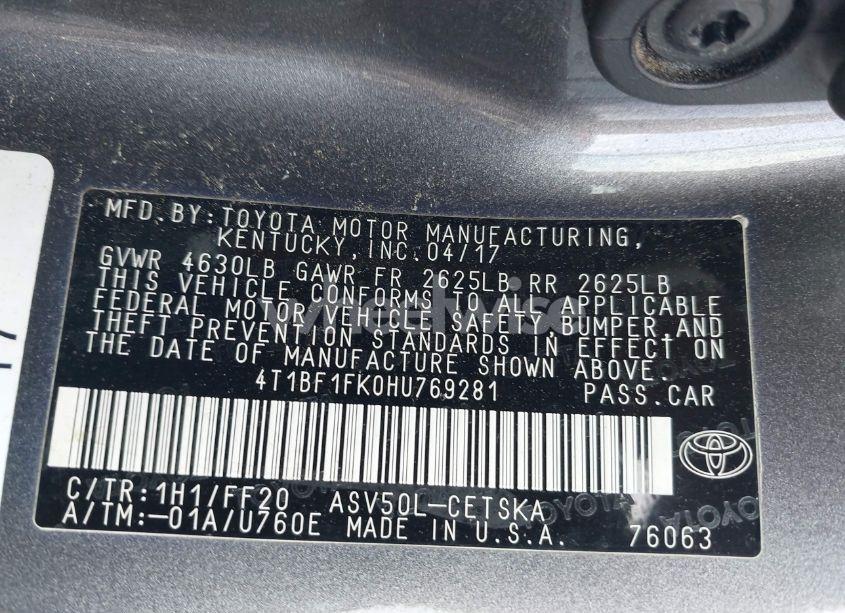 MFD. BY: TOYOTA MOTOR MANUFACTURING,
KENTUCKY, INC. 04/17
GVWR 4630LB GAWR FR 2625LB RR 2625LB
THIS VEHICLE CONFORMS TO ALL APPLICABLE
FEDERAL MOTOR VEHICLE SAFETY BUMPER, AND
THEFT PREVENTION STANDARDS IN EFFECT ON
THE DATE OF MANUFACTURE SHOWN ABOVE.
4T1BF1FK0HU769281 PASS.CAR
C/TR:1H1/FF20 ASV50L-CETSKA
A/TM:-01A/U760E MADE IN U.S.A. 76063